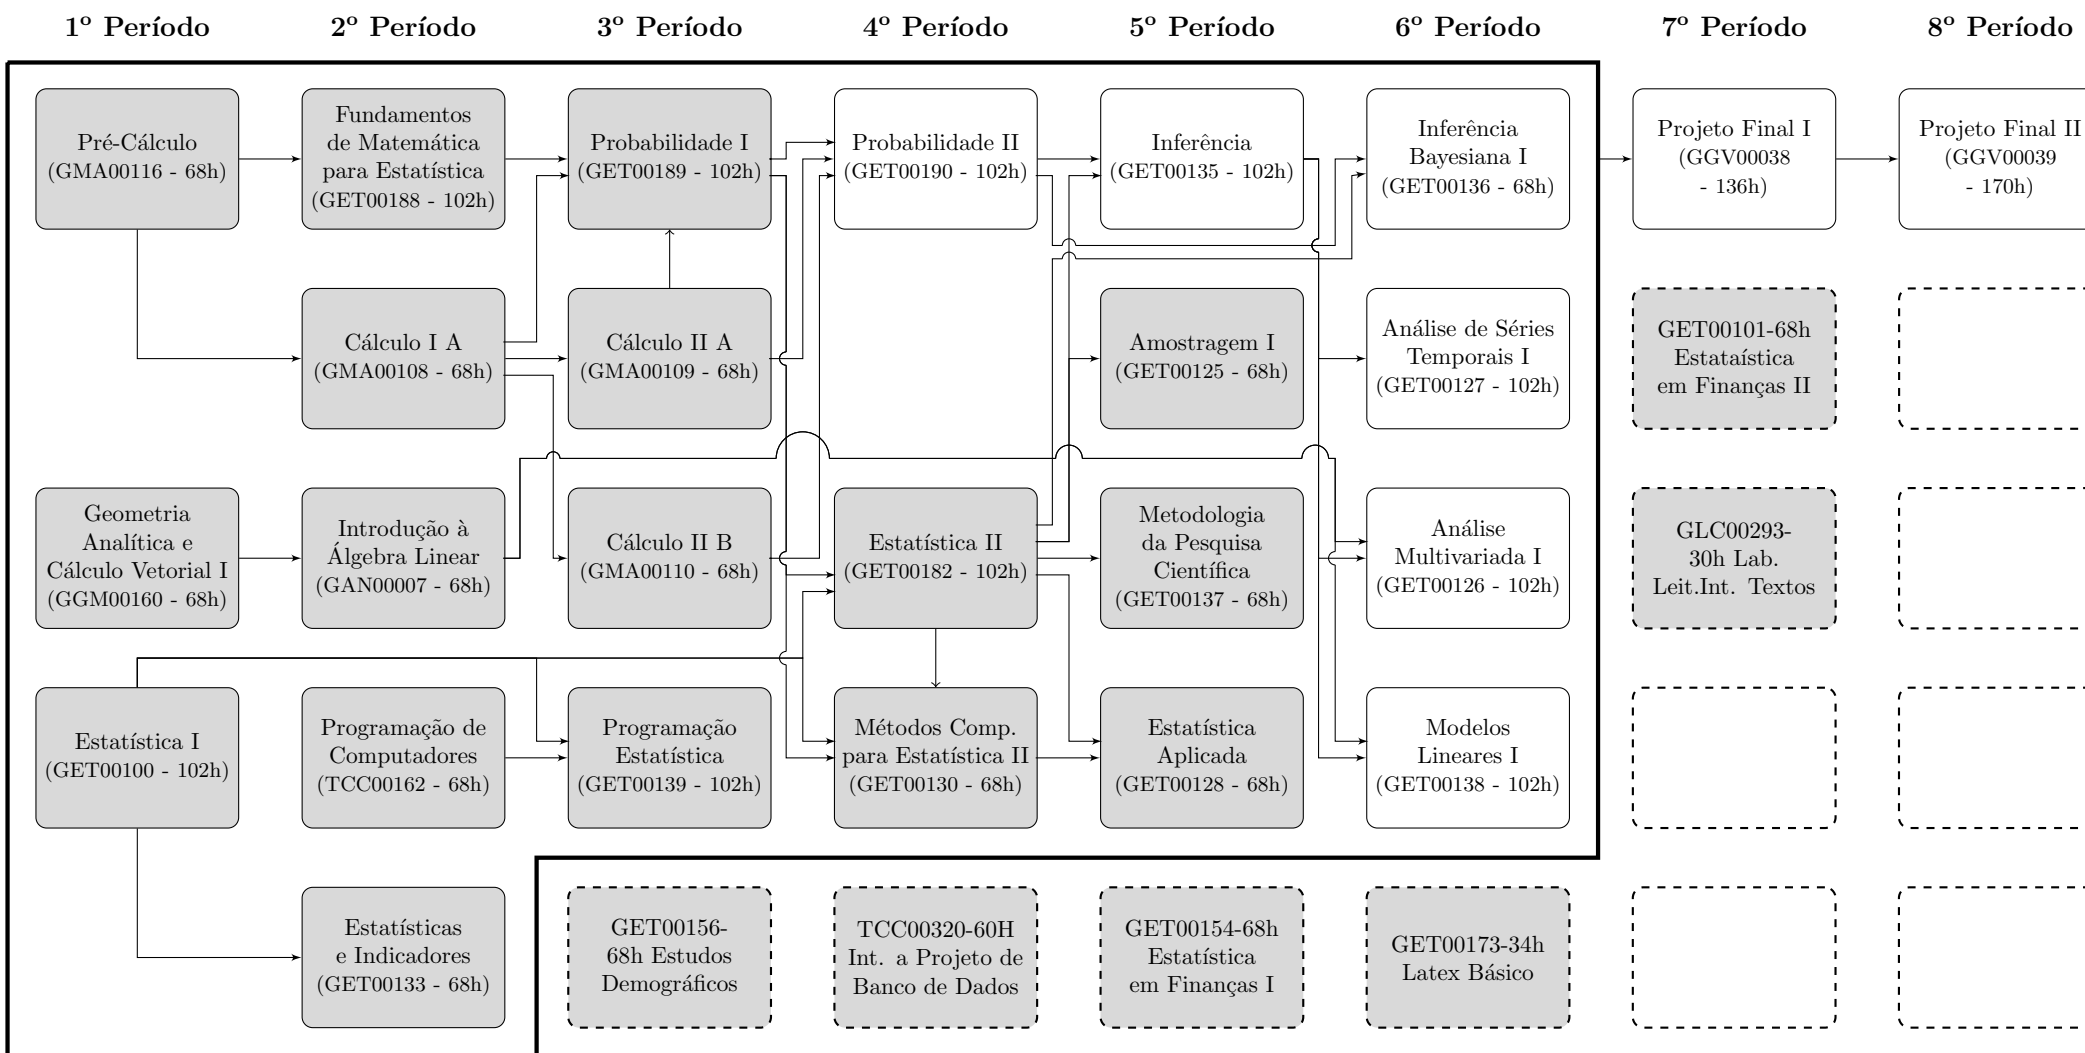 1º Período
2º Período
3º Período
4º Período
5º Período
6º Período
7º Período
8º Período
Pré-Cálculo
(GMA00116 - 68h)
Fundamentos
de Matemática
para Estatística
(GET00188 - 102h)
Probabilidade I
(GET00189 - 102h)
Probabilidade II
(GET00190 - 102h)
Inferência
(GET00135 - 102h)
Inferência
Bayesiana I
(GET00136 - 68h)
Projeto Final I
(GGV00038
- 136h)
Projeto Final II
(GGV00039
- 170h)
Cálculo I A
(GMA00108 - 68h)
Cálculo II A
(GMA00109 - 68h)
Amostragem I
(GET00125 - 68h)
Análise de Séries
Temporais I
(GET00127 - 102h)
GET00101-68h
Estataística
em Finanças II
Geometria
Analítica e
Cálculo Vetorial I
(GGM00160 - 68h)
Introdução à
Álgebra Linear
(GAN00007 - 68h)
Cálculo II B
(GMA00110 - 68h)
Estatística II
(GET00182 - 102h)
Metodologia
da Pesquisa
Científica
(GET00137 - 68h)
Análise
Multivariada I
(GET00126 - 102h)
GLC00293-
30h Lab.
Leit.Int. Textos
Estatística I
(GET00100 - 102h)
Programação de
Computadores
(TCC00162 - 68h)
Programação
Estatística
(GET00139 - 102h)
Métodos Comp.
para Estatística II
(GET00130 - 68h)
Estatística
Aplicada
(GET00128 - 68h)
Modelos
Lineares I
(GET00138 - 102h)
Estatísticas
e Indicadores
(GET00133 - 68h)
GET00156-
68h Estudos
Demográficos
TCC00320-60H
Int. a Projeto de
Banco de Dados
GET00154-68h
Estatística
em Finanças I
GET00173-34h
Latex Básico